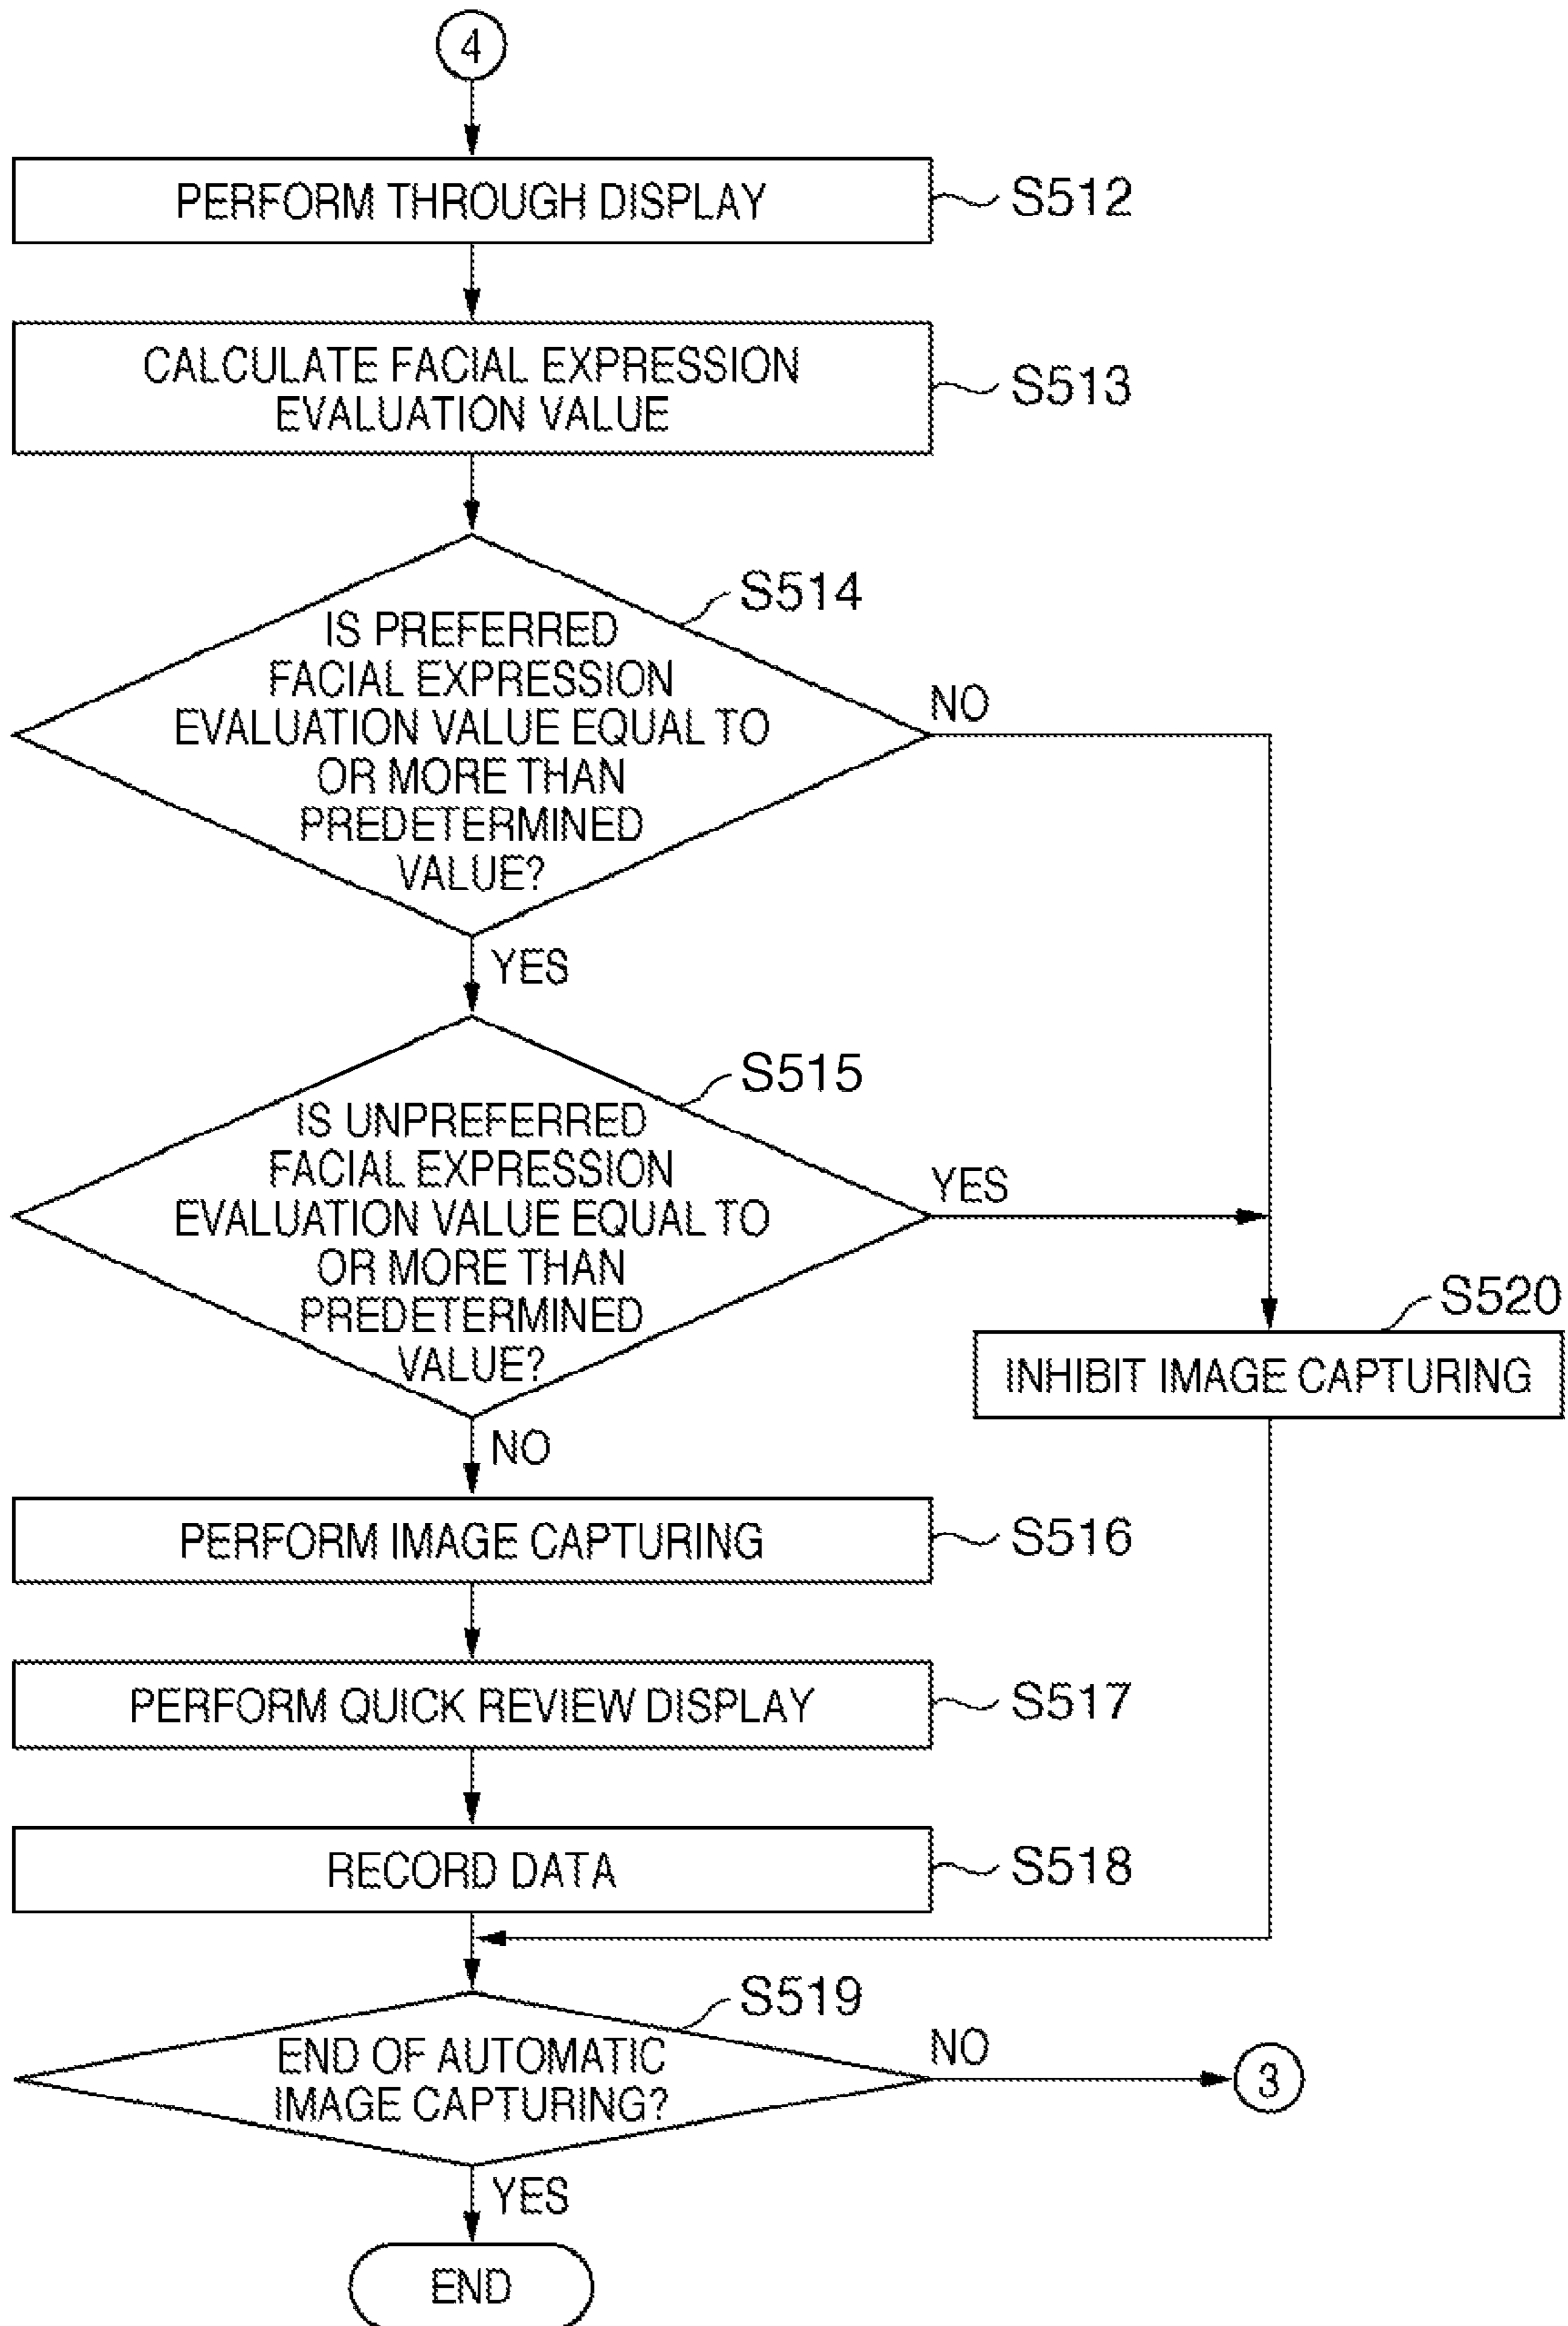 4
PERFORM THROUGH DISPLAY
S512
CALCULATE FACIAL EXPRESSION
EVALUATION VALUE
S513
S514
IS PREFERRED
FACIAL EXPRESSION
EVALUATION VALUE EQUAL TO
OR MORE THAN
PREDETERMINED
VALUE?
NO
YES
S515
IS UNPREFERRED
FACIAL EXPRESSION
EVALUATION VALUE EQUAL TO
OR MORE THAN
PREDETERMINED
VALUE?
YES
S520
INHIBIT IMAGE CAPTURING
NO
PERFORM IMAGE CAPTURING
S516
PERFORM QUICK REVIEW DISPLAY
S517
RECORD DATA
S518
S519
END OF AUTOMATIC
IMAGE CAPTURING?
NO
3
YES
END